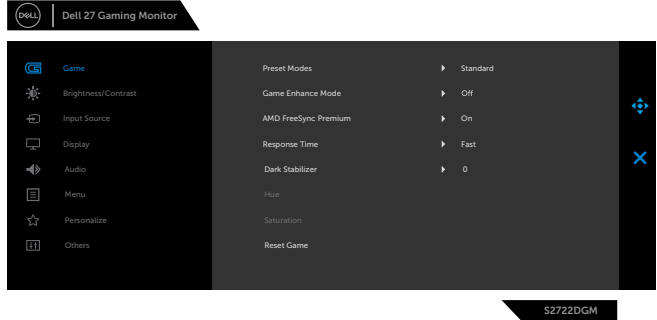 DELL
Dell 27 Gaming Monitor
Game
Preset Modes
Standard
Brightness/Contrast
Game Enhance Mode
Off
Input Source
AMD FreeSync Premium
On
Display
Response Time
Fast
Audio
Dark Stabilizer
0
Menu
Hue
Personalize
Saturation
Others
Reset Game
S2722DGM